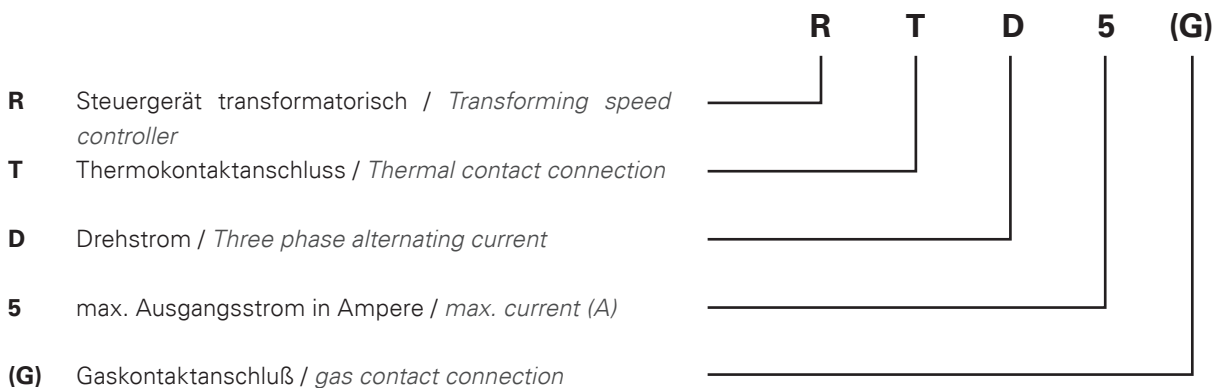 R T D 5 (G)
R Steuergerät transformatorisch / Transforming speed
controller
T Thermokontaktanschluss / Thermal contact connection
D Drehstrom / Three phase alternating current
5 max. Ausgangsstrom in Ampere / max. current (A)
(G) Gaskontaktanschluß / gas contact connection